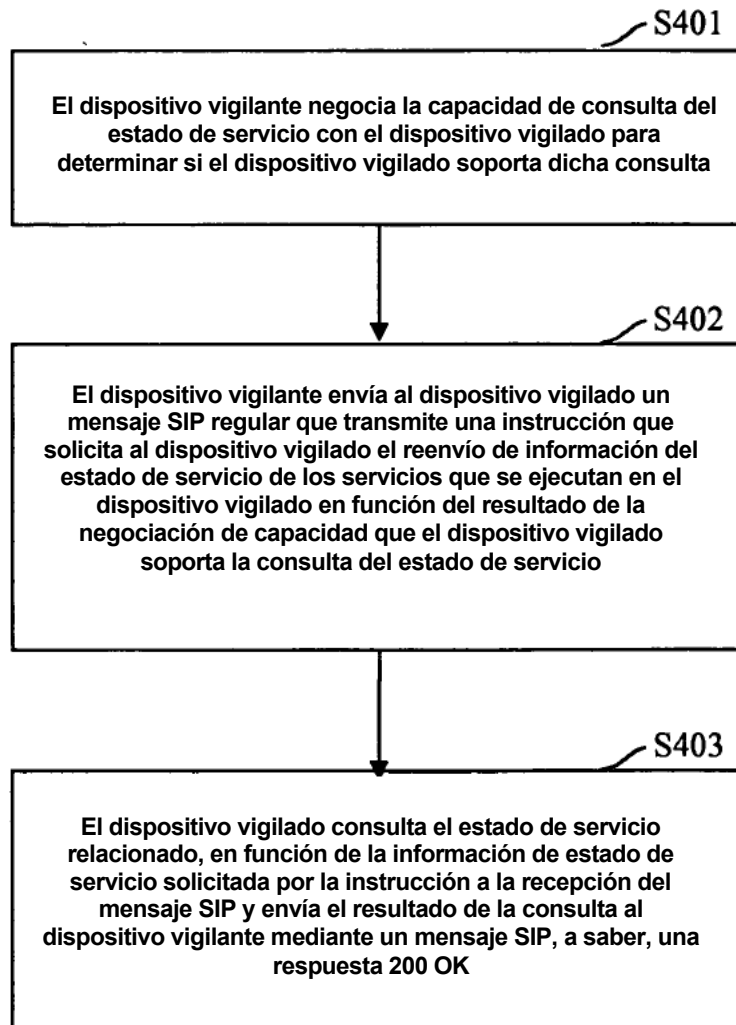 S401
El dispositivo vigilante negocia la capacidad de consulta del
estado de servicio con el dispositivo vigilado para
determinar si el dispositivo vigilado soporta dicha consulta
S402
El dispositivo vigilante envía al dispositivo vigilado un
mensaje SIP regular que transmite una instrucción que
solicita al dispositivo vigilado el reenvío de información del
estado de servicio de los servicios que se ejecutan en el
dispositivo vigilado en función del resultado de la
negociación de capacidad que el dispositivo vigilado
soporta la consulta del estado de servicio
S403
El dispositivo vigilado consulta el estado de servicio
relacionado, en función de la información de estado de
servicio solicitada por la instrucción a la recepción del
mensaje SIP y envía el resultado de la consulta al
dispositivo vigilante mediante un mensaje SIP, a saber, una
respuesta 200 OK